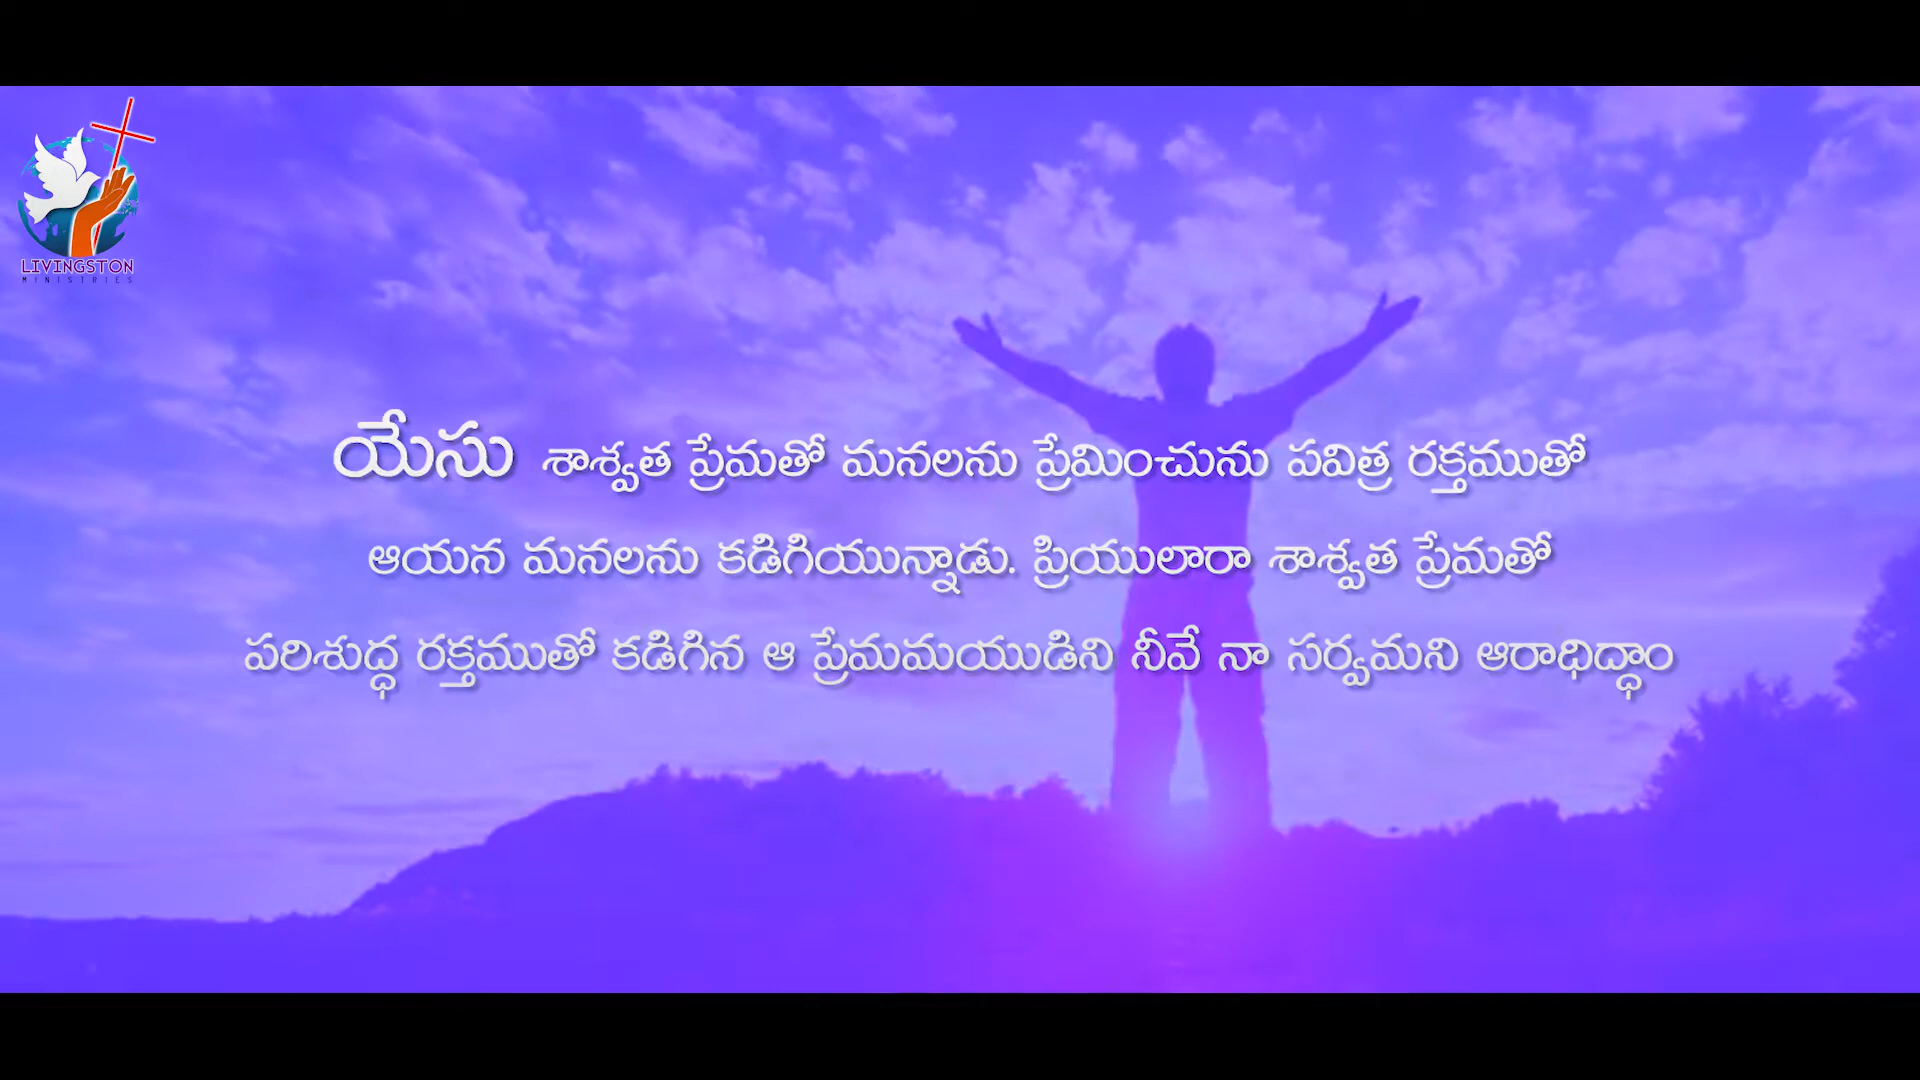 LIVINGSTON
MINISTRIES
యేసు శాశ్వత ప్రేమతో మనలను ప్రేమించును పవిత్ర రక్తముతో
ఆయన మనలను కడిగియున్నాడు. ప్రియులారా శాశ్వత ప్రేమతో
పరిశుద్ధ రక్తముతో కడిగిన ఆ ప్రేమమయుడిని నీవే నా సర్వమని ఆరాధిద్ధాం